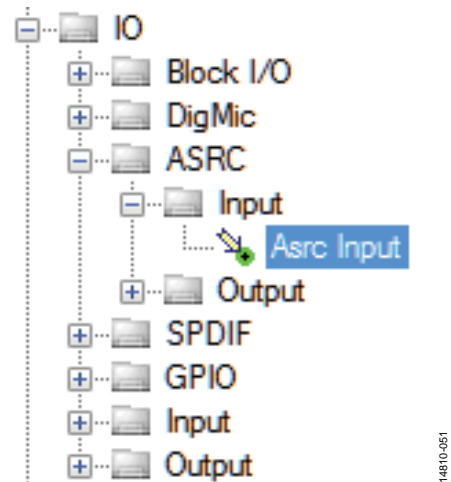 IO
Block I/O
DigMic
ASRC
Input
Asrc Input
Output
SPDIF
GPIO
Input
Output
14810-051